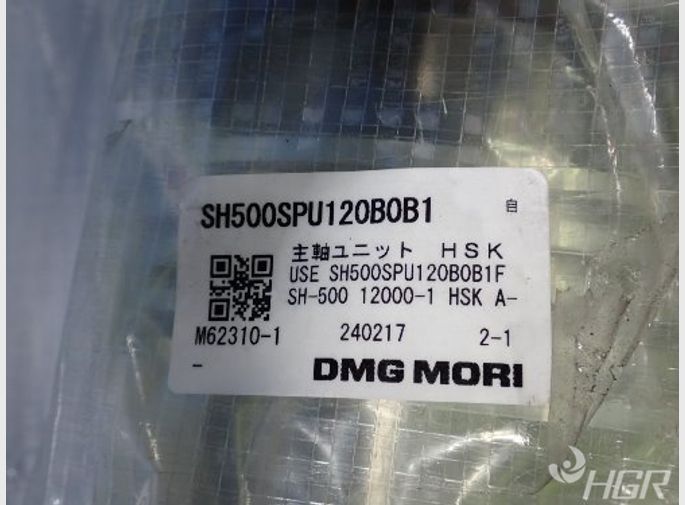 SH500SPU120B0B1 自
主軸ユニット HSK
USE SH500SPU120B0B1F
SH-500 12000-1 HSK A-
M62310-1 240217 2-1
-
DMG MORI
HGR